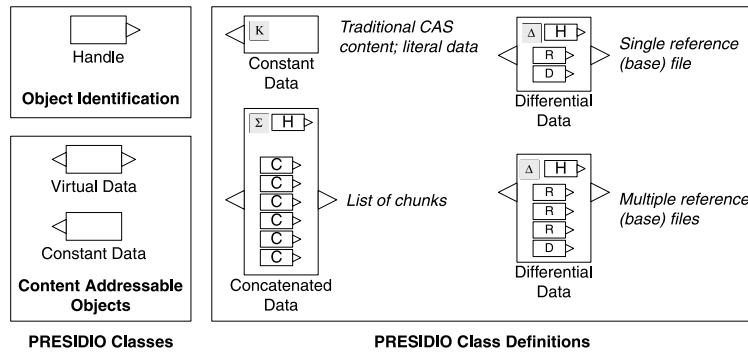 Handle
Object Identification
Virtual Data
Constant Data
Content Addressable
Objects
PRESIDIO Classes
K
Constant
Data
Traditional CAS
content; literal data
Σ H
C
C
C
C
C
C
Concatenated
Data
List of chunks
Δ H
R
D
Differential
Data
Single reference
(base) file
Δ H
R
R
R
D
Differential
Data
Multiple reference
(base) files
PRESIDIO Class Definitions